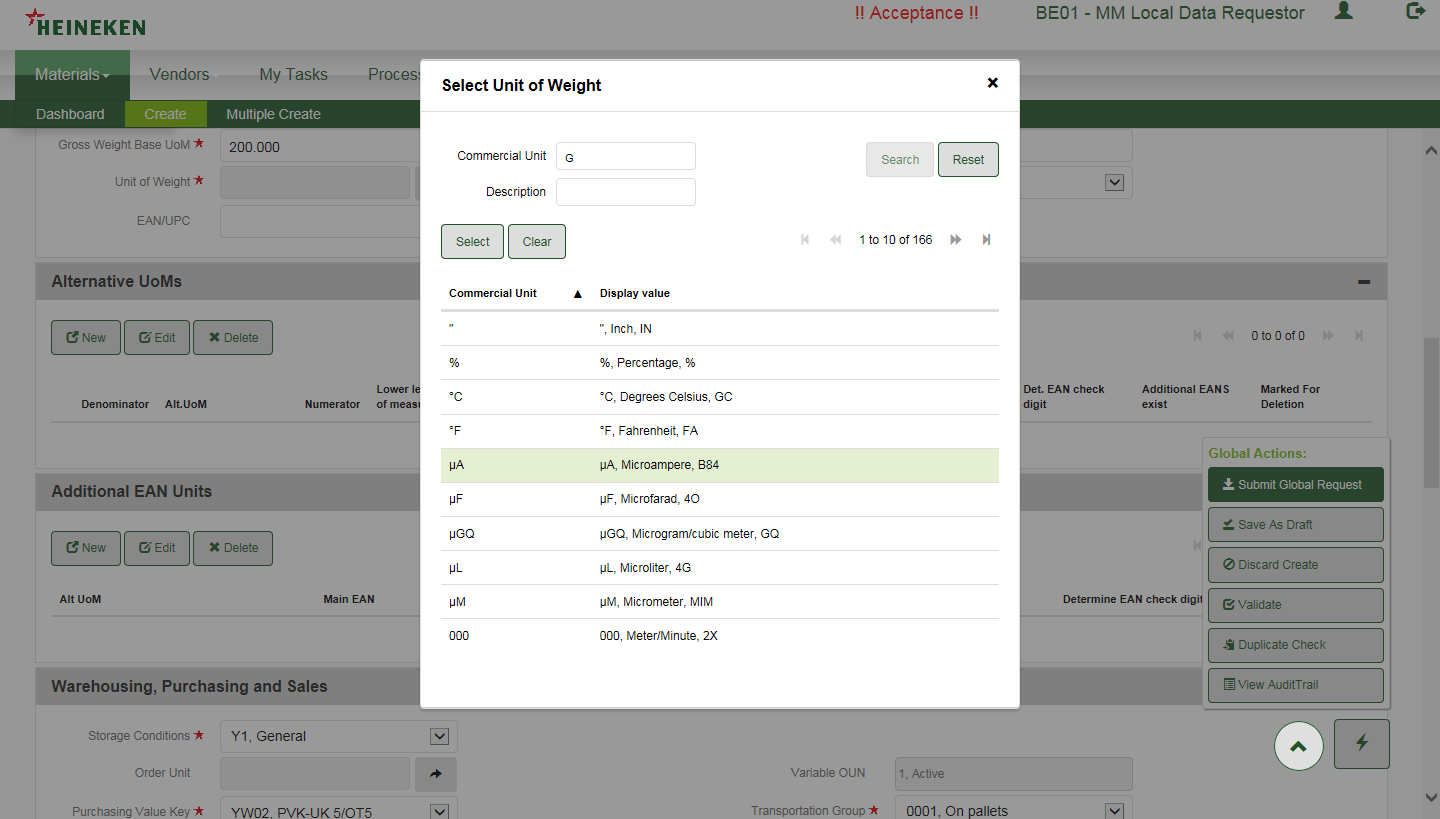 HEINEKEN
!! Acceptance !!
BE01 - MM Local Data Requestor
Materials
Vendors
My Tasks
Proces
Dashboard
Create
Multiple Create
Select Unit of Weight
Gross Weight Base UoM
200.000
Unit of Weight
EAN/UPC
Commercial Unit
G
Description
Search
Reset
Select
Clear
1 to 10 of 166
Commercial Unit
Display value
"
", Inch, IN
%
%, Percentage, %
°C
°C, Degrees Celsius, GC
°F
°F, Fahrenheit, FA
µA
µA, Microampere, B84
µF
µF, Microfarad, 4O
µGQ
µGQ, Microgram/cubic meter, GQ
µL
µL, Microliter, 4G
µM
µM, Micrometer, MIM
000
000, Meter/Minute, 2X
Alternative UoMs
New
Edit
Delete
0 to 0 of 0
Denominator
Alt.UoM
Numerator
Lower le
of measu
Det. EAN check
digit
Additional EANS
exist
Marked For
Deletion
Additional EAN Units
New
Edit
Delete
Alt UoM
Main EAN
Determine EAN check digit
Global Actions:
Submit Global Request
Save As Draft
Discard Create
Validate
Duplicate Check
View AuditTrail
Warehousing, Purchasing and Sales
Storage Conditions
Y1, General
Order Unit
Variable OUN
1, Active
Purchasing Value Key
YW02, PVK-UK 5/OT5
Transportation Group
0001, On pallets